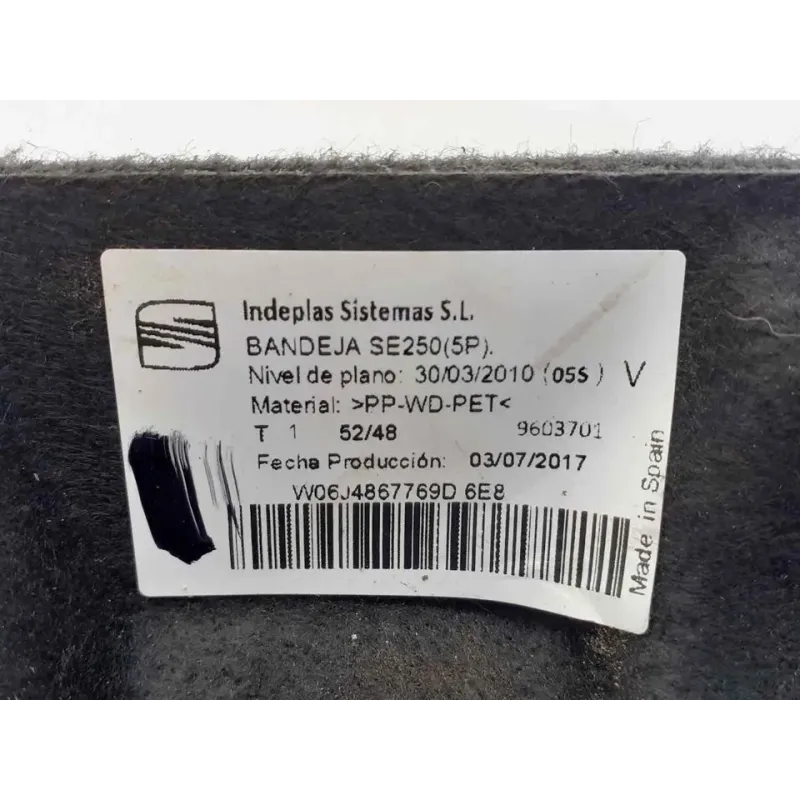 Indeplas Sistemas S.L.
BANDEJA SE250(5P).
Nivel de plano: 30/03/2010 (05S) V
Material: >PP-WD-PET<
T 1 52/48 9603701
Fecha Producción: 03/07/2017
W06J4867769D 6E8
Made in Spain